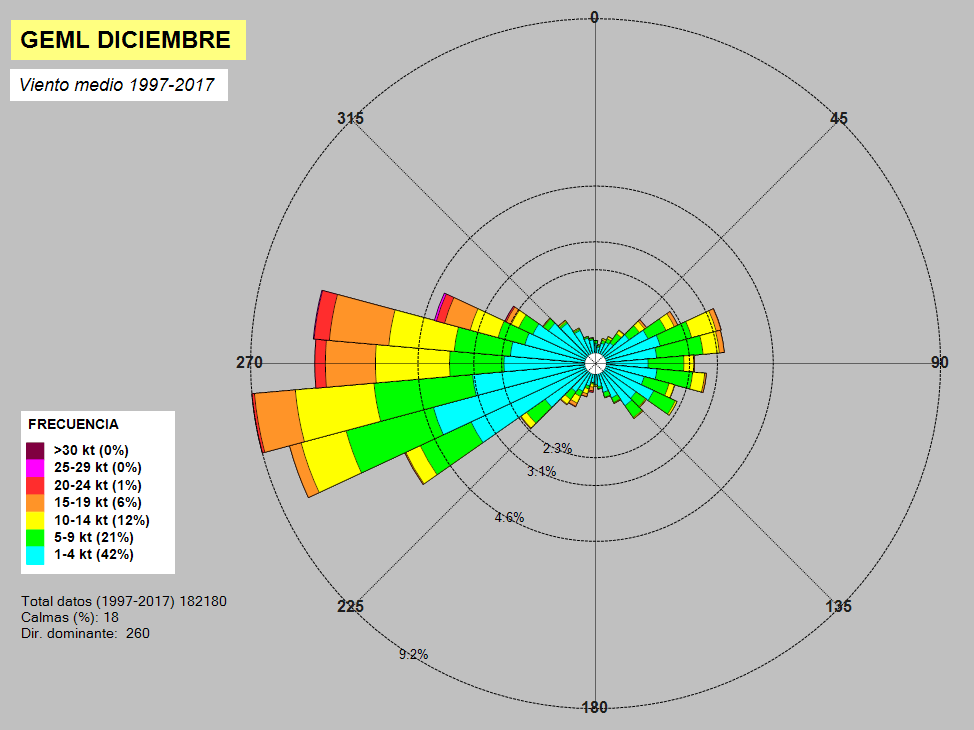 GEML DICIEMBRE
Viento medio 1997-2017
0
45
90
135
180
225
270
315
2.3%
3.1%
4.6%
9.2%
FRECUENCIA
>30 kt (0%)
25-29 kt (0%)
20-24 kt (1%)
15-19 kt (6%)
10-14 kt (12%)
5-9 kt (21%)
1-4 kt (42%)
Total datos (1997-2017) 182180
Calmas (%): 18
Dir. dominante: 260